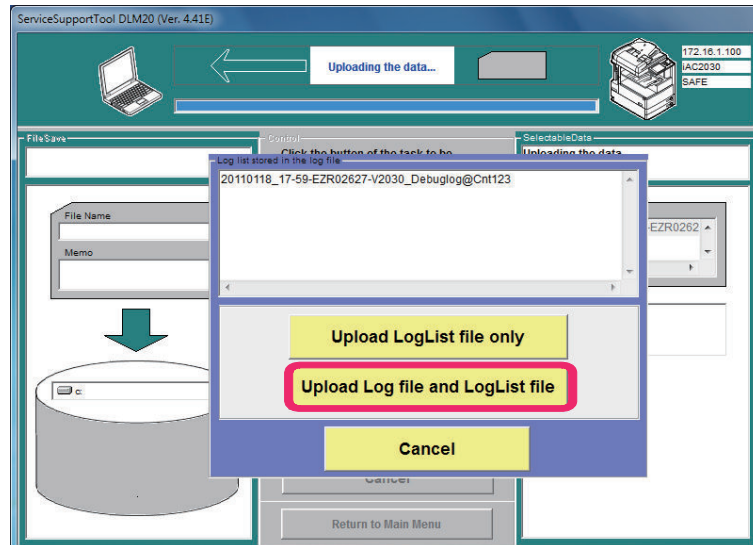 ServiceSupportTool DLM20 (Ver. 4.41E)
Uploading the data...
172.16.1.100
iAC2030
SAFE
FileSave
Control
SelectableData
Click the button of the task to be
Uploading the data
Log list stored in the log file
20110118_17-59-EZR02627-V2030_Debuglog@Cnt123
File Name
Memo
-EZR0262
Upload LogList file only
Upload Log file and LogList file
c:
Cancel
Cancel
Return to Main Menu